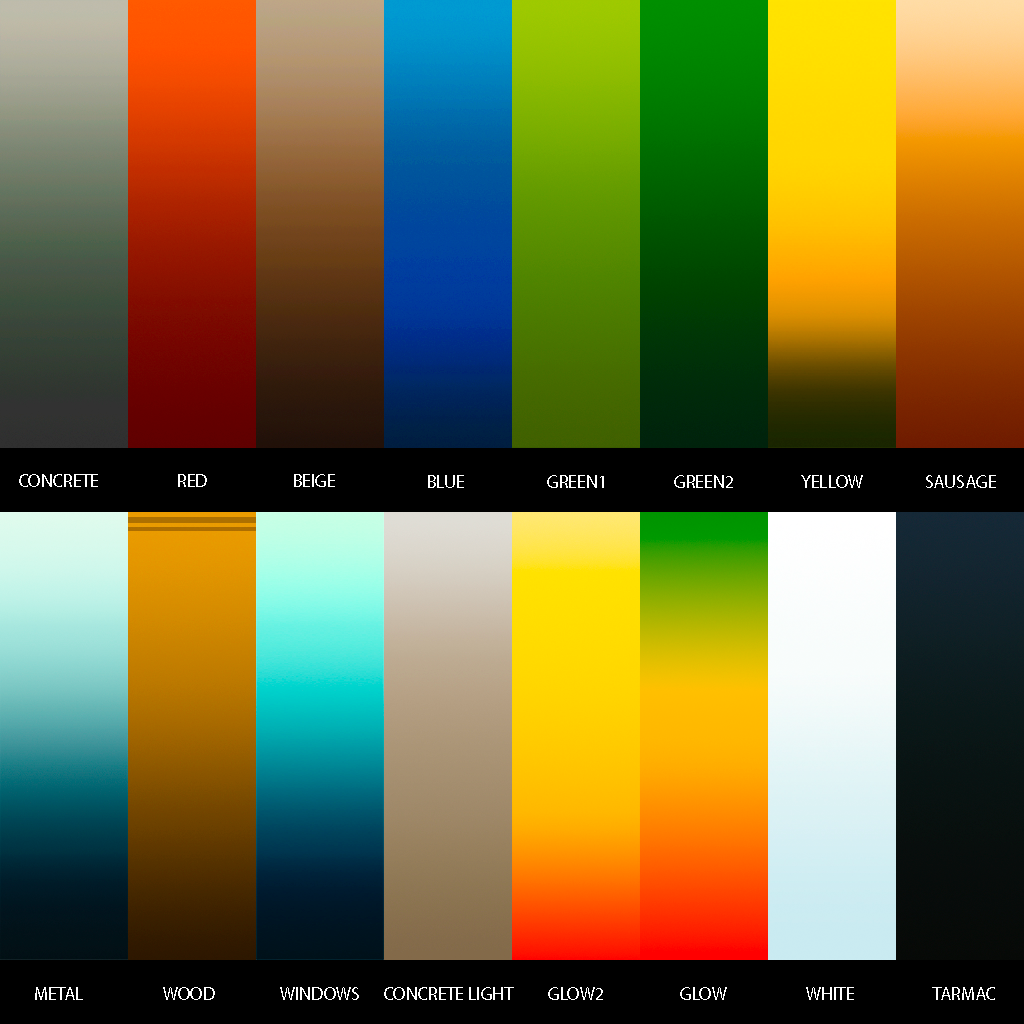 CONCRETE RED BEIGE BLUE GREEN1 GREEN2 YELLOW SAUSAGE
METAL WOOD WINDOWS CONCRETE LIGHT GLOW2 GLOW WHITE TARMAC